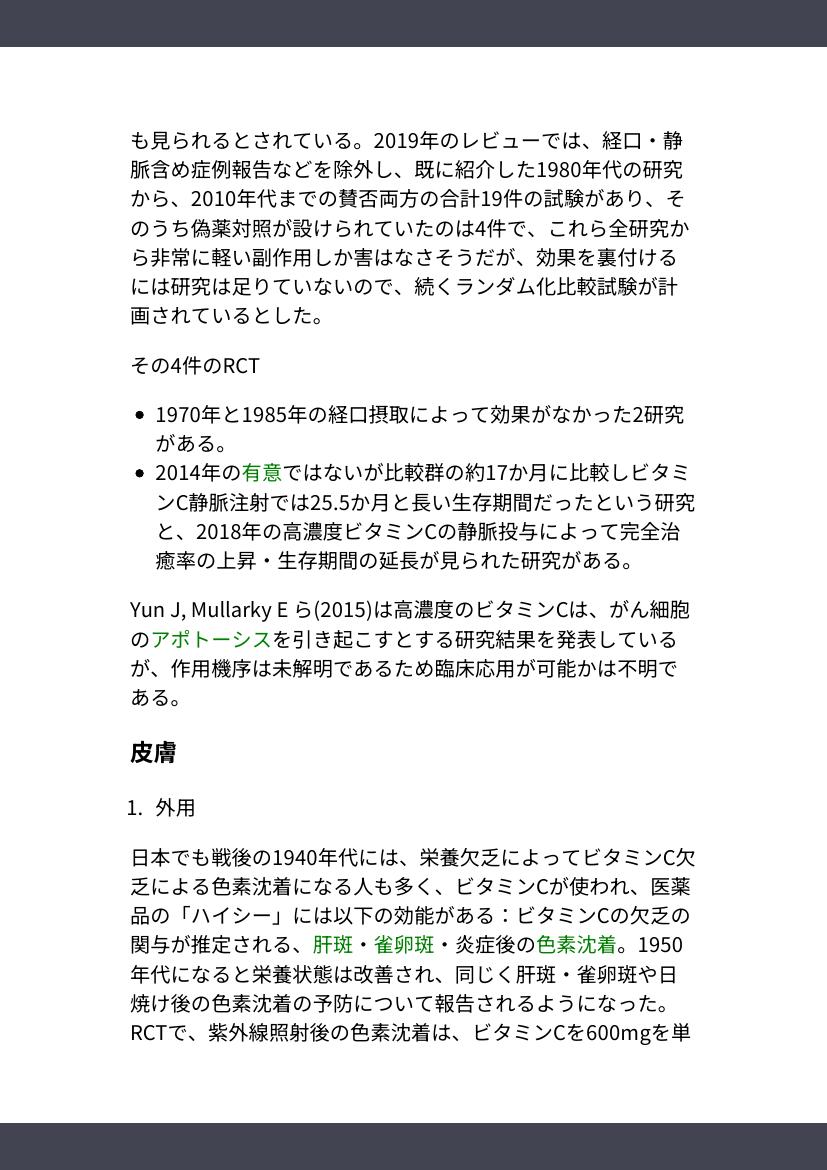 も見られるとされている。2019年のレビューでは、経口・静
脈含め症例報告などを除外し、既に紹介した1980年代の研究
から、2010年代までの賛否両方の合計19件の試験があり、そ
のうち偽薬対照が設けられていたのは4件で、これら全研究か
ら非常に軽い副作用しか害はなさそうだが、効果を裏付ける
には研究は足りていないので、続くランダム化比較試験が計
画されているとした。
その4件のRCT
• 1970年と1985年の経口摂取によって効果がなかった2研究
がある。
• 2014年の有意ではないが比較群の約17か月に比較しビタミ
ンC静脈注射では25.5か月と長い生存期間だったという研究
と、2018年の高濃度ビタミンCの静脈投与によって完全治
癒率の上昇・生存期間の延長が見られた研究がある。
Yun J, Mullarky E ら(2015)は高濃度のビタミンCは、がん細胞
のアポトーシスを引き起こすとする研究結果を発表している
が、作用機序は未解明であるため臨床応用が可能かは不明で
ある。
皮膚
1. 外用
日本でも戦後の1940年代には、栄養欠乏によってビタミンC欠
乏による色素沈着になる人も多く、ビタミンCが使われ、医薬
品の「ハイシー」には以下の効能がある：ビタミンCの欠乏の
関与が推定される、肝斑・雀卵斑・炎症後の色素沈着。1950
年代になると栄養状態は改善され、同じく肝斑・雀卵斑や日
焼け後の色素沈着の予防について報告されるようになった。
RCTで、紫外線照射後の色素沈着は、ビタミンCを600mgを単